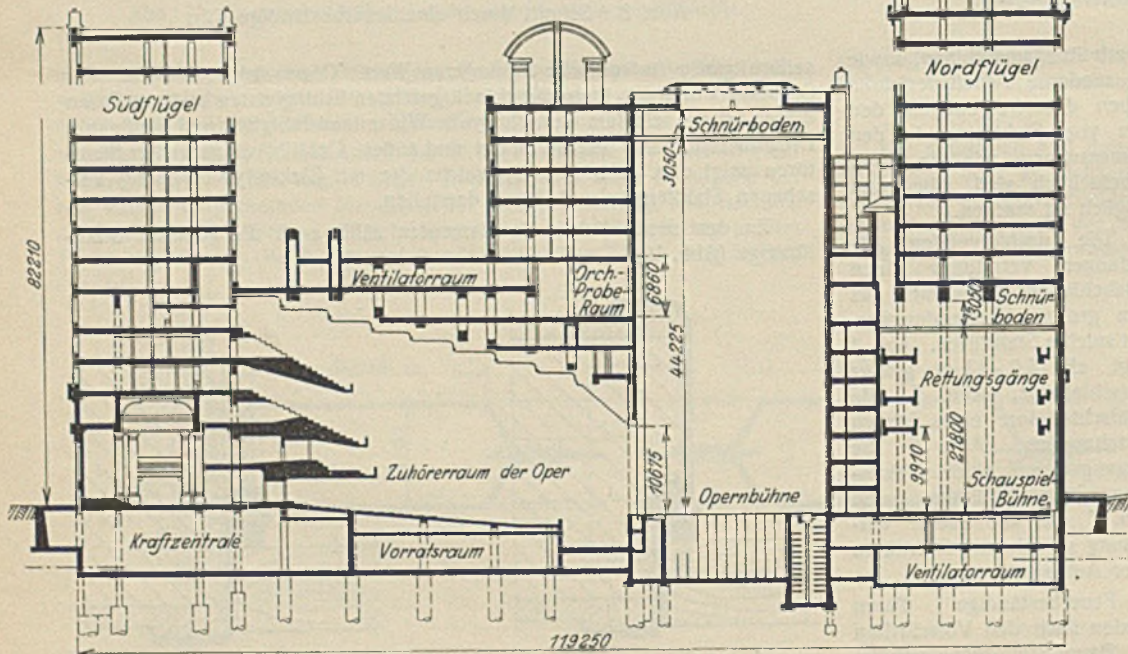 Südflügel
Nordflügel
Schnürboden
3050
82210
Ventilatorraum
Orch-
Probe-
Raum
6860
44225
Schnür-
boden
13050
Rettungsgänge
21800
9910
10675
Zuhörerraum der Oper
Opernbühne
Schauspiel-
Bühne
Kraftzentrale
Vorratsraum
Ventilatorraum
119250